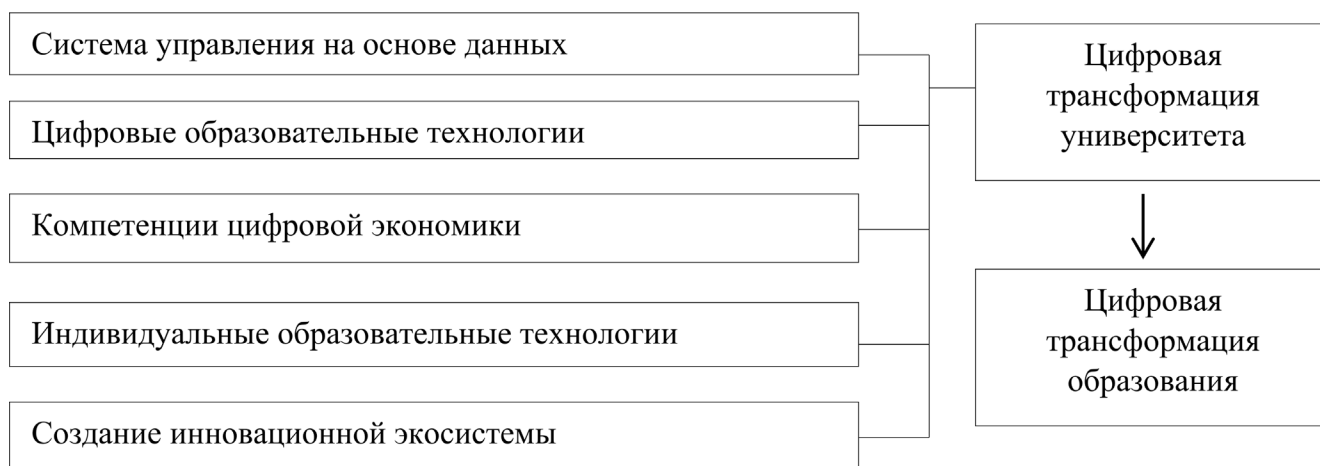 Система управления на основе данных
Цифровые образовательные технологии
Компетенции цифровой экономики
Индивидуальные образовательные технологии
Создание инновационной экосистемы
Цифровая
трансформация
университета
Цифровая
трансформация
образования